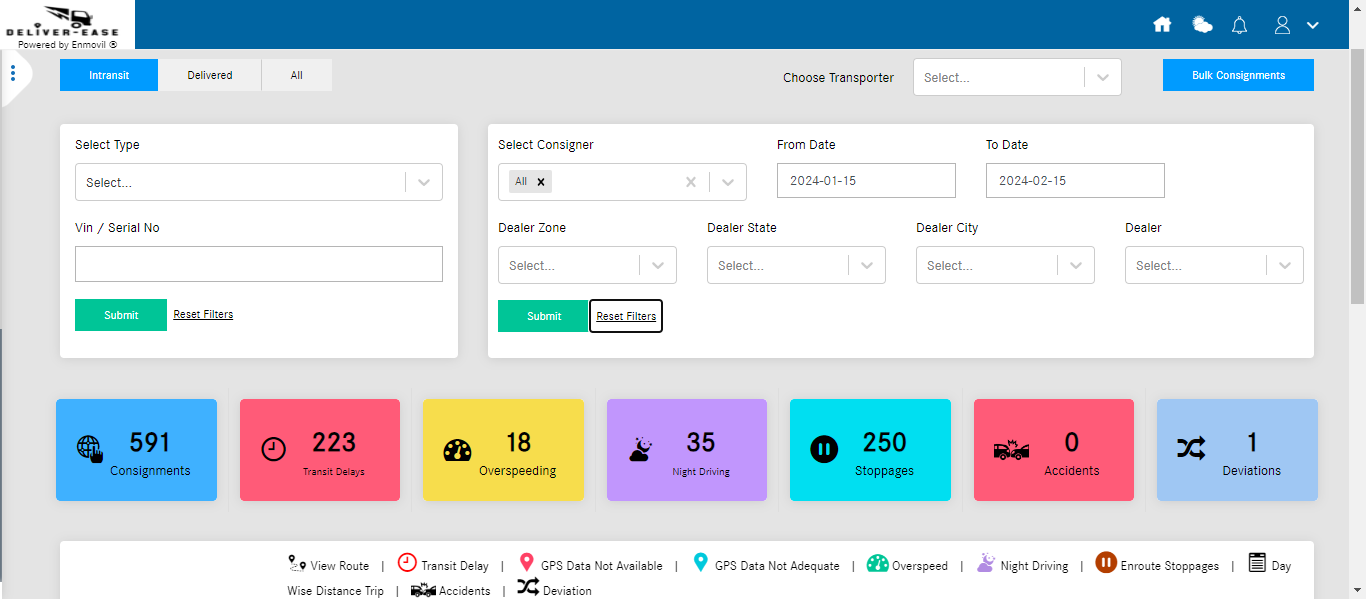 DELIVER-EASE
Powered by Enmovil ®
Intransit Delivered All Choose Transporter Select... Bulk Consignments
Select Type
Select...
Vin / Serial No
Submit Reset Filters
Select Consigner From Date To Date
All x 2024-01-15 2024-02-15
Dealer Zone Dealer State Dealer City Dealer
Select... Select... Select... Select...
Submit Reset Filters
591
Consignments
223
Transit Delays
18
Overspeeding
35
Night Driving
250
Stoppages
0
Accidents
1
Deviations
View Route | Transit Delay | GPS Data Not Available | GPS Data Not Adequate | Overspeed | Night Driving | Enroute Stoppages | Day
Wise Distance Trip | Accidents | Deviation